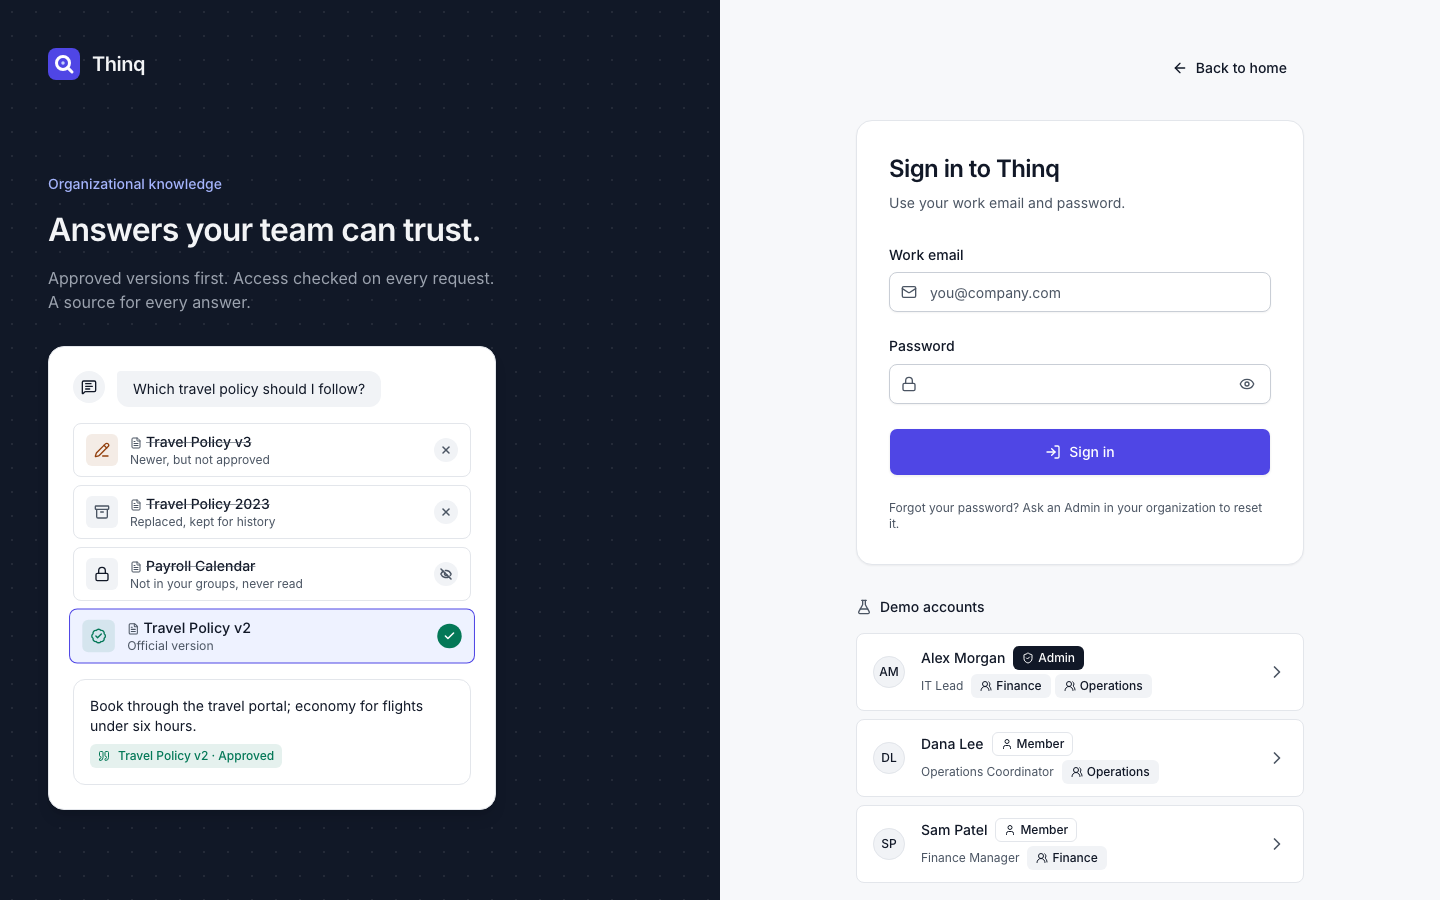 Thinq
Organizational knowledge
Answers your team can trust.
Approved versions first. Access checked on every request.
A source for every answer.
Which travel policy should I follow?
Travel Policy v3
Newer, but not approved
Travel Policy 2023
Replaced, kept for history
Payroll Calendar
Not in your groups, never read
Travel Policy v2
Official version
Book through the travel portal; economy for flights
under six hours.
Travel Policy v2 · Approved
Back to home
Sign in to Thinq
Use your work email and password.
Work email
you@company.com
Password
Sign in
Forgot your password? Ask an Admin in your organization to reset
it.
Demo accounts
AM
Alex Morgan Admin
IT Lead Finance Operations
DL
Dana Lee Member
Operations Coordinator Operations
SP
Sam Patel Member
Finance Manager Finance